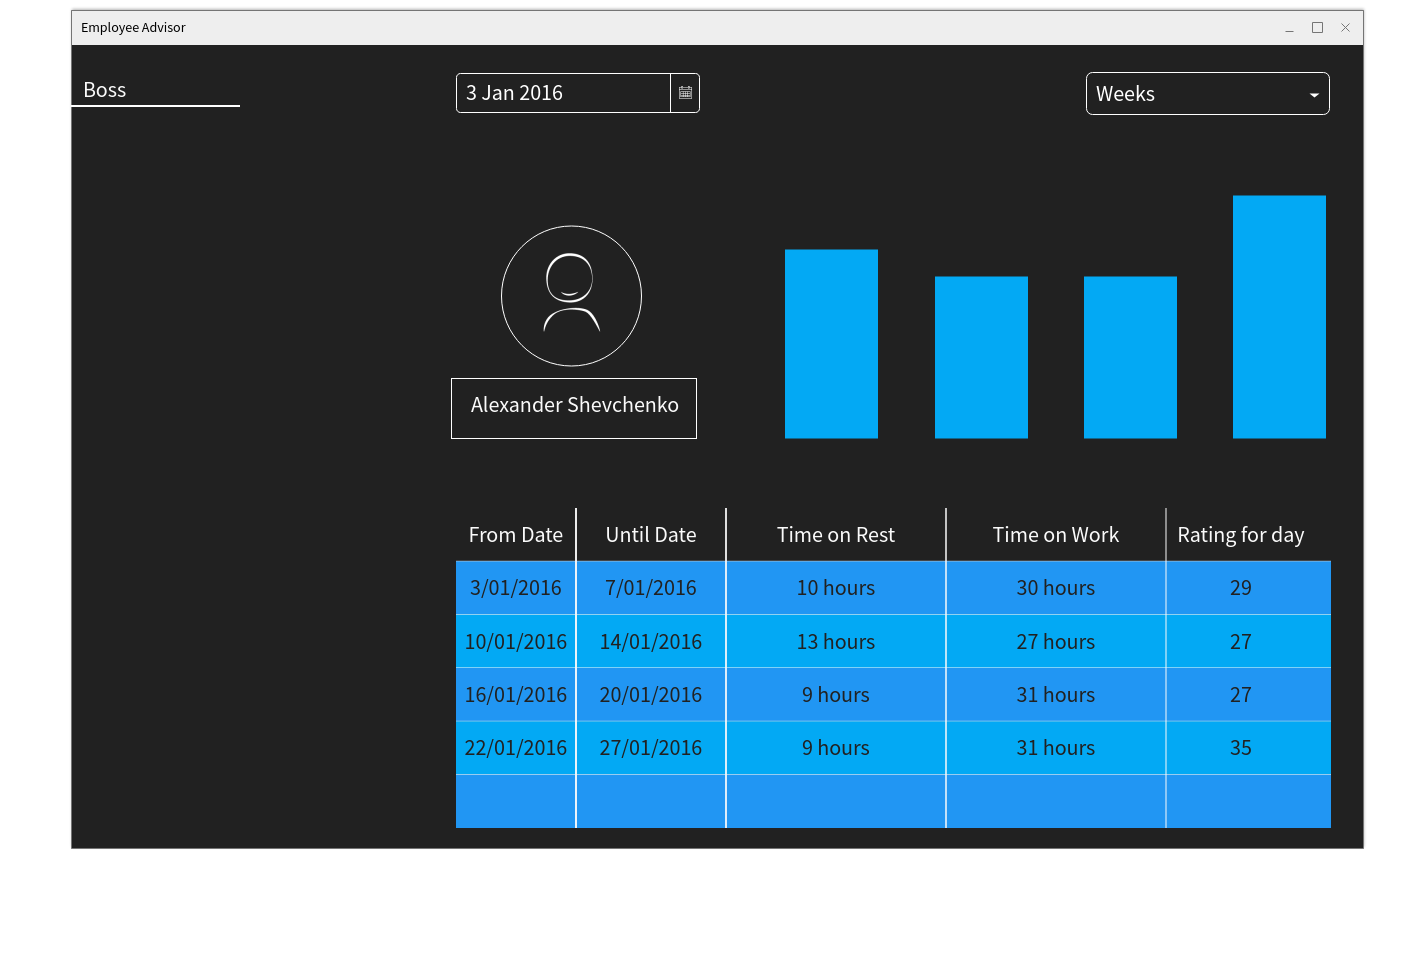 Employee Advisor
Boss
3 Jan 2016
Weeks
Alexander Shevchenko
From Date Until Date Time on Rest Time on Work Rating for day
3/01/2016 7/01/2016 10 hours 30 hours 29
10/01/2016 14/01/2016 13 hours 27 hours 27
16/01/2016 20/01/2016 9 hours 31 hours 27
22/01/2016 27/01/2016 9 hours 31 hours 35